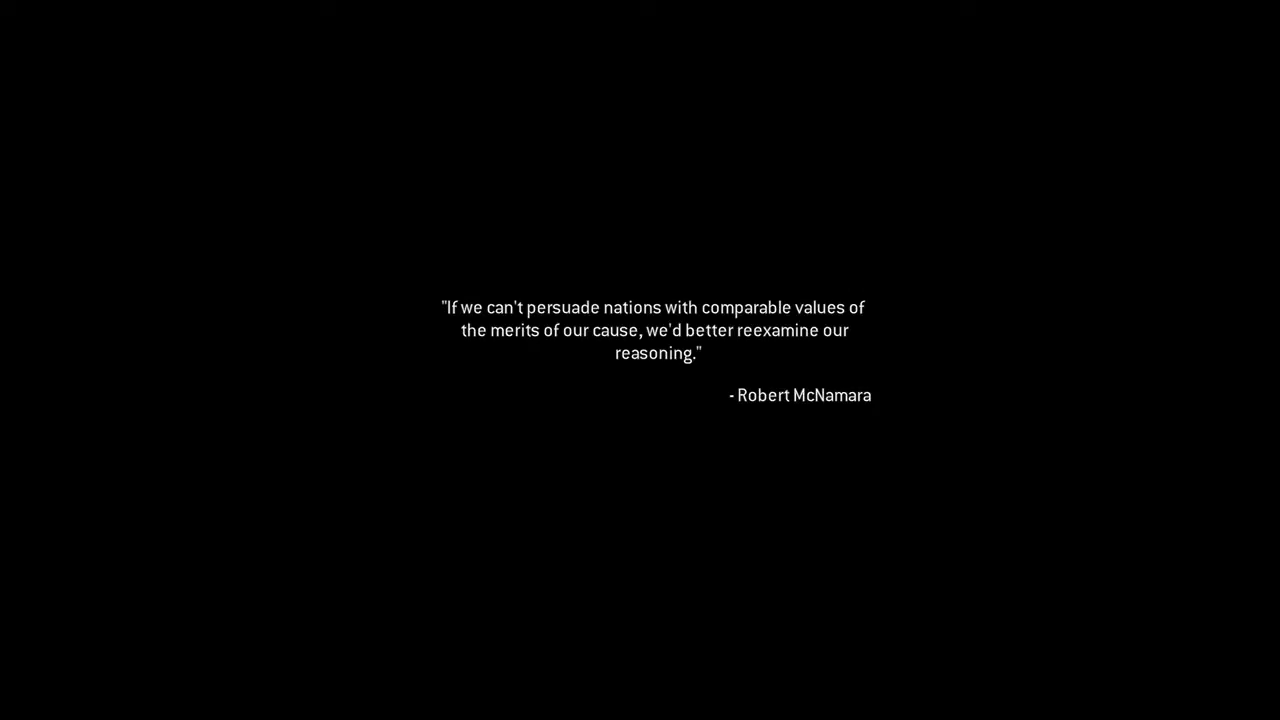 "If we can't persuade nations with comparable values of
the merits of our cause, we'd better reexamine our
reasoning."
- Robert McNamara